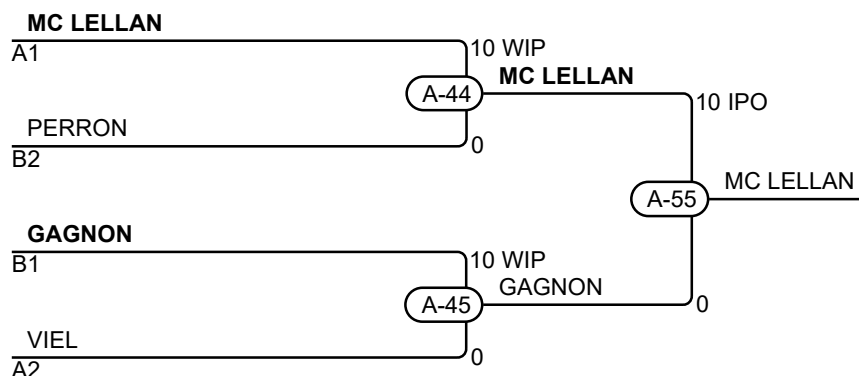 MC LELLAN
A1
10 WIP
A-44
MC LELLAN
10 IPO
PERRON
B2
0
A-55
MC LELLAN
GAGNON
B1
10 WIP
A-45
GAGNON
0
VIEL
A2
0